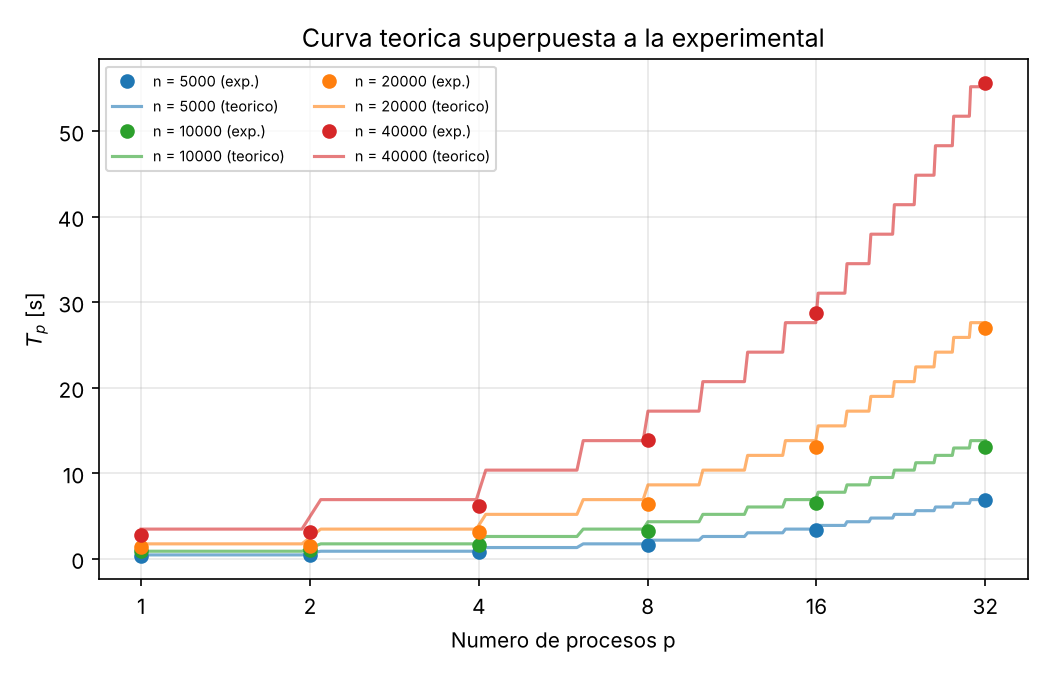 Curva teorica superpuesta a la experimental
n = 5000 (exp.)
n = 5000 (teorico)
n = 10000 (exp.)
n = 10000 (teorico)
n = 20000 (exp.)
n = 20000 (teorico)
n = 40000 (exp.)
n = 40000 (teorico)
50
40
30
20
10
0
T_p [s]
1 2 4 8 16 32
Numero de procesos p